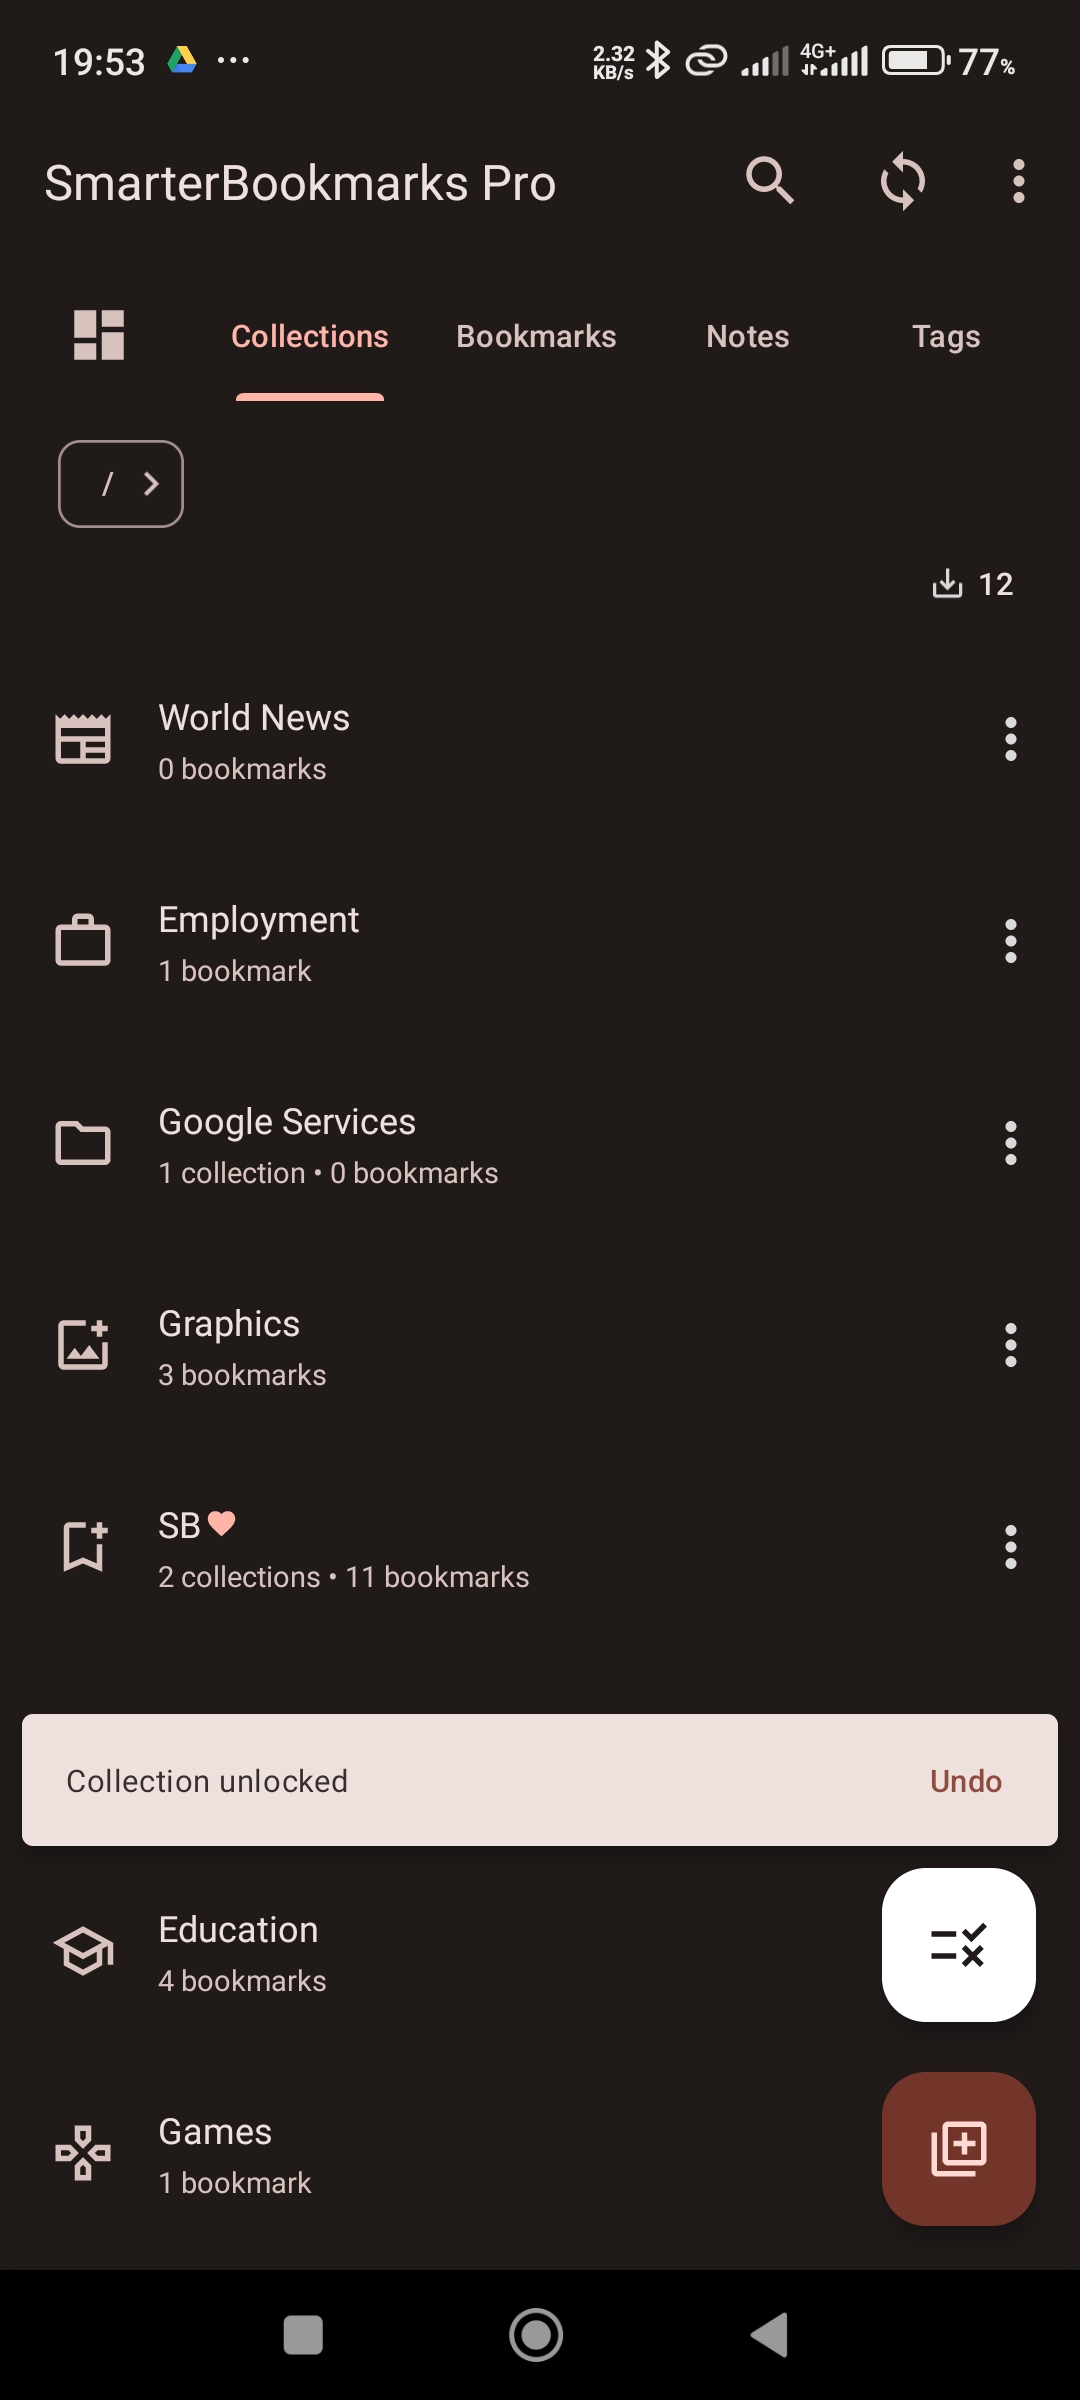 19:53
2.32
KB/s
4G+
77%
SmarterBookmarks Pro
Collections
Bookmarks
Notes
Tags
/
12
World News
0 bookmarks
Employment
1 bookmark
Google Services
1 collection • 0 bookmarks
Graphics
3 bookmarks
SB
2 collections • 11 bookmarks
Collection unlocked
Undo
Education
4 bookmarks
Games
1 bookmark